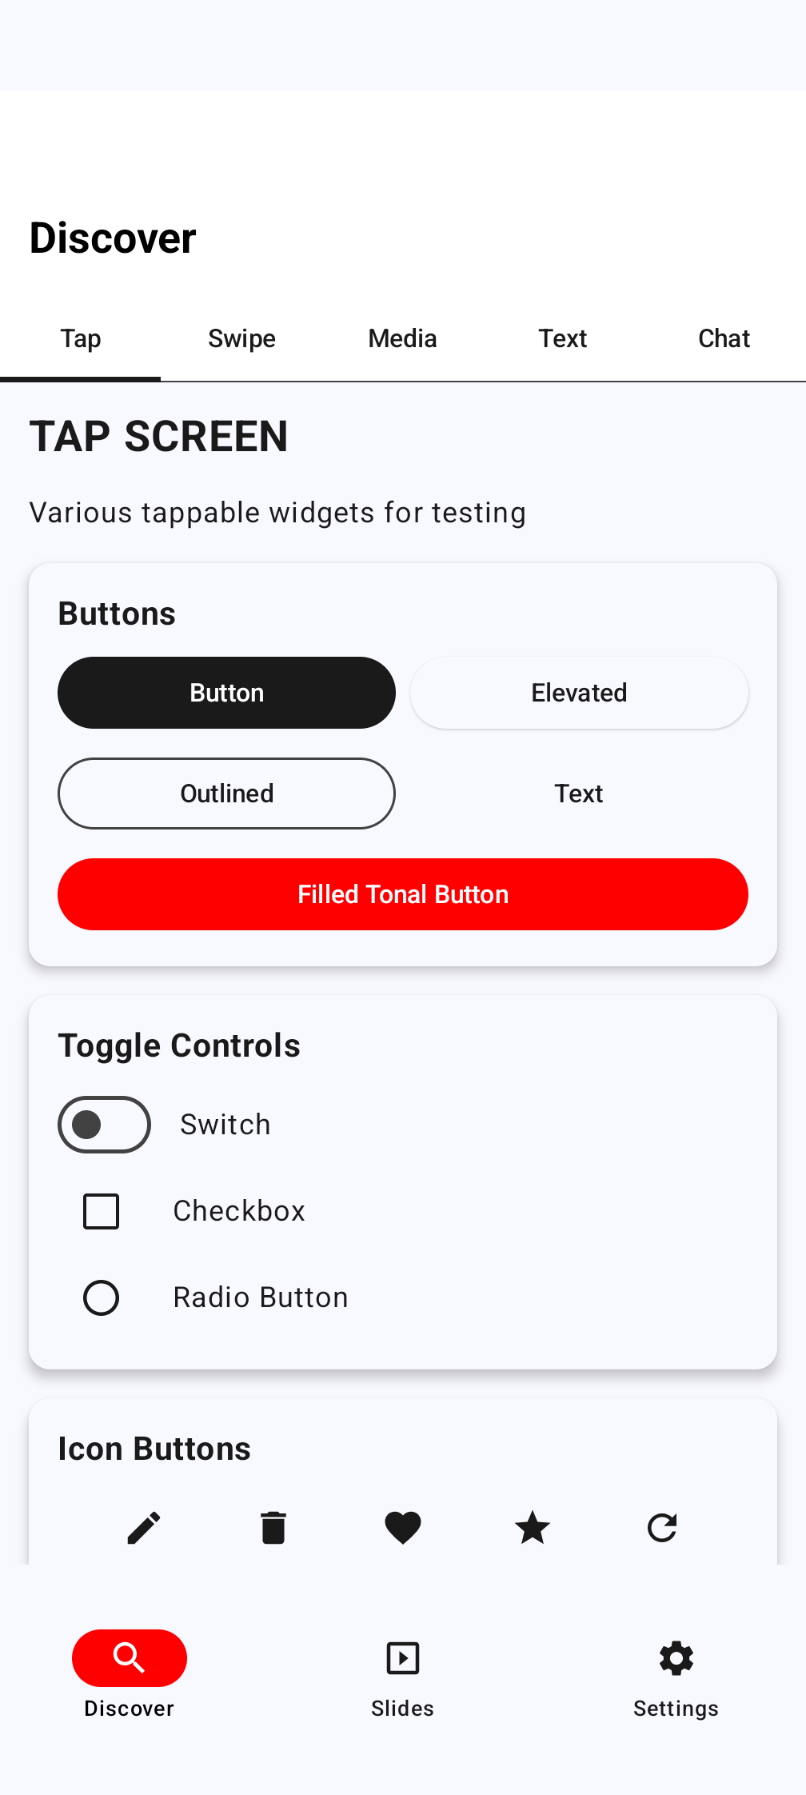 Discover
Tap Swipe Media Text Chat
TAP SCREEN
Various tappable widgets for testing
Buttons
Button Elevated
Outlined Text
Filled Tonal Button
Toggle Controls
Switch
Checkbox
Radio Button
Icon Buttons
Discover Slides Settings